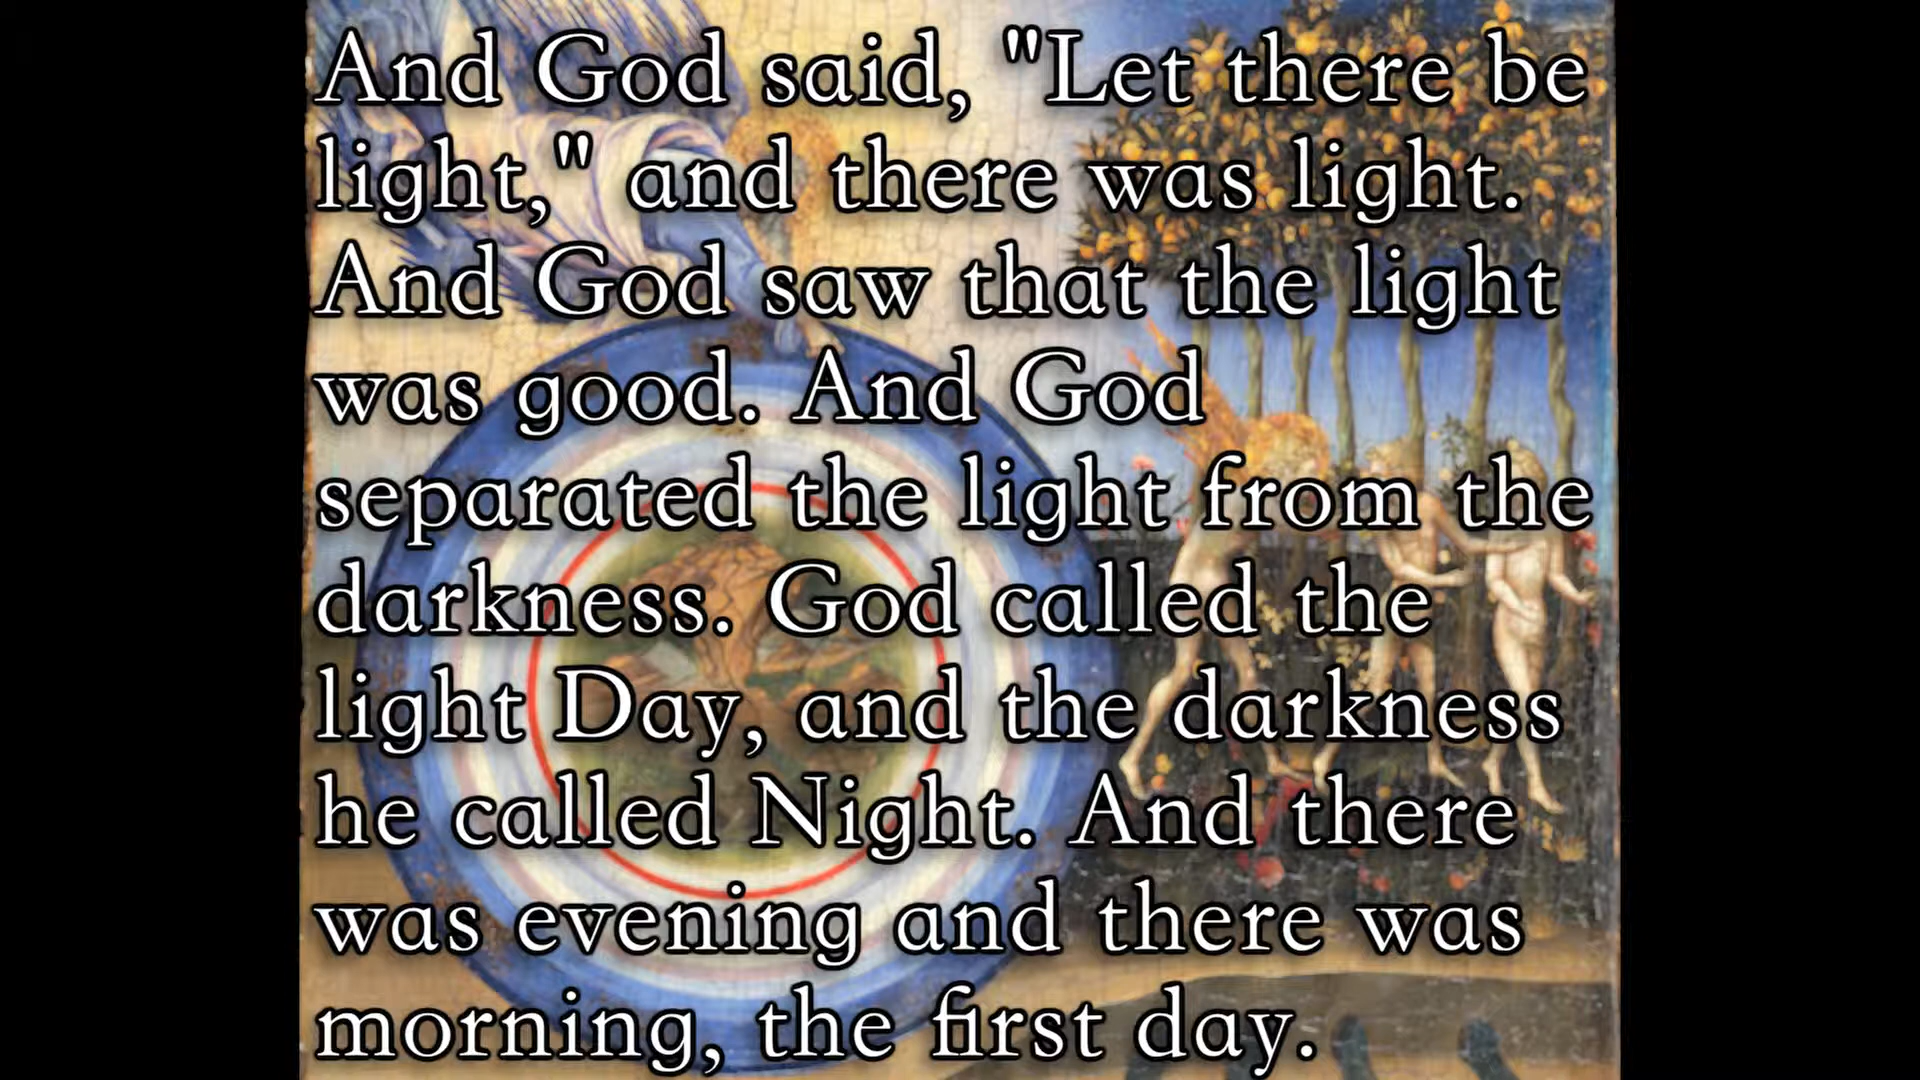 And God said, "Let there be
light," and there was light.
And God saw that the light
was good. And God
separated the light from the
darkness. God called the
light Day, and the darkness
he called Night. And there
was evening and there was
morning, the first day.